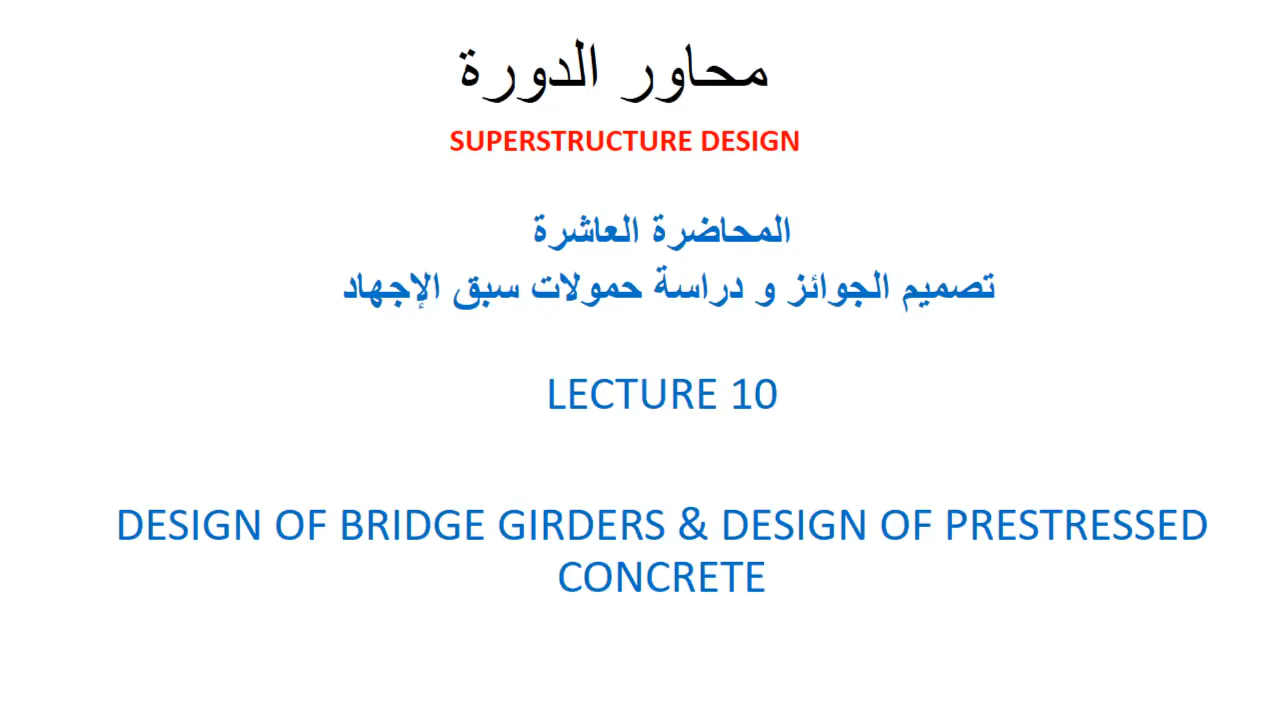 محاور الدورة
SUPERSTRUCTURE DESIGN
المحاضرة العاشرة
تصميم الجوائز و دراسة حمولات سبق الإجهاد
LECTURE 10
DESIGN OF BRIDGE GIRDERS & DESIGN OF PRESTRESSED
CONCRETE